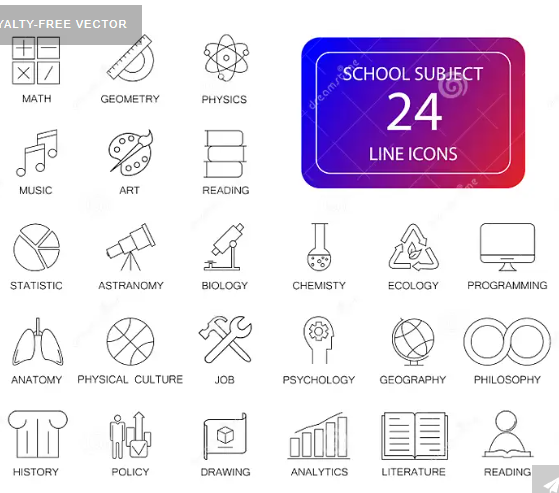 YALTY-FREE VECTOR
SCHOOL SUBJECT
24
LINE ICONS
MATH
GEOMETRY
PHYSICS
MUSIC
ART
READING
STATISTIC
ASTRANOMY
BIOLOGY
CHEMISTY
ECOLOGY
PROGRAMMING
ANATOMY
PHYSICAL CULTURE
JOB
PSYCHOLOGY
GEOGRAPHY
PHILOSOPHY
HISTORY
POLICY
DRAWING
ANALYTICS
LITERATURE
READING